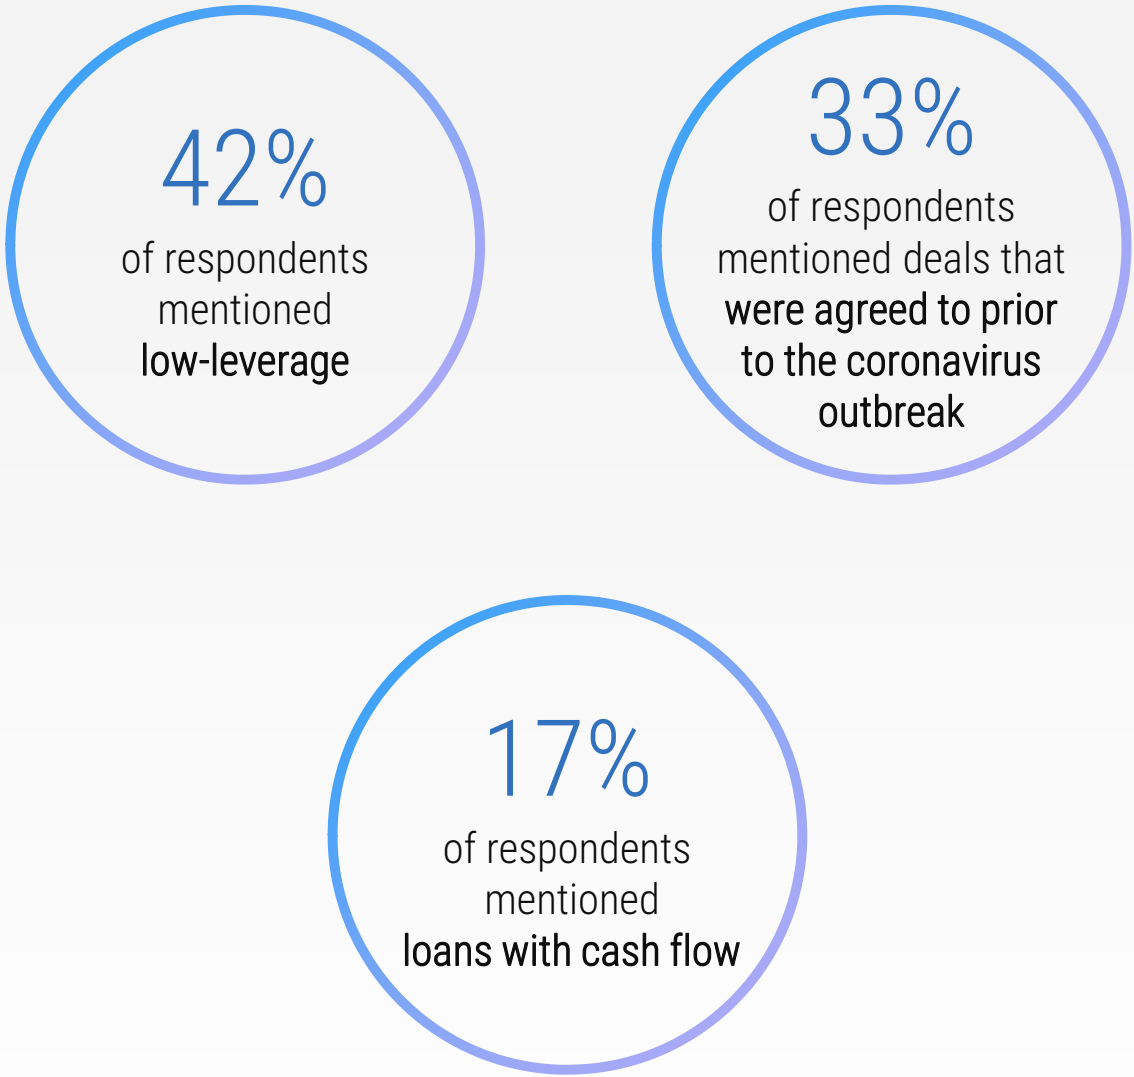 42%
of respondents
mentioned
low-leverage
33%
of respondents
mentioned deals that
were agreed to prior
to the coronavirus
outbreak
17%
of respondents
mentioned
loans with cash flow